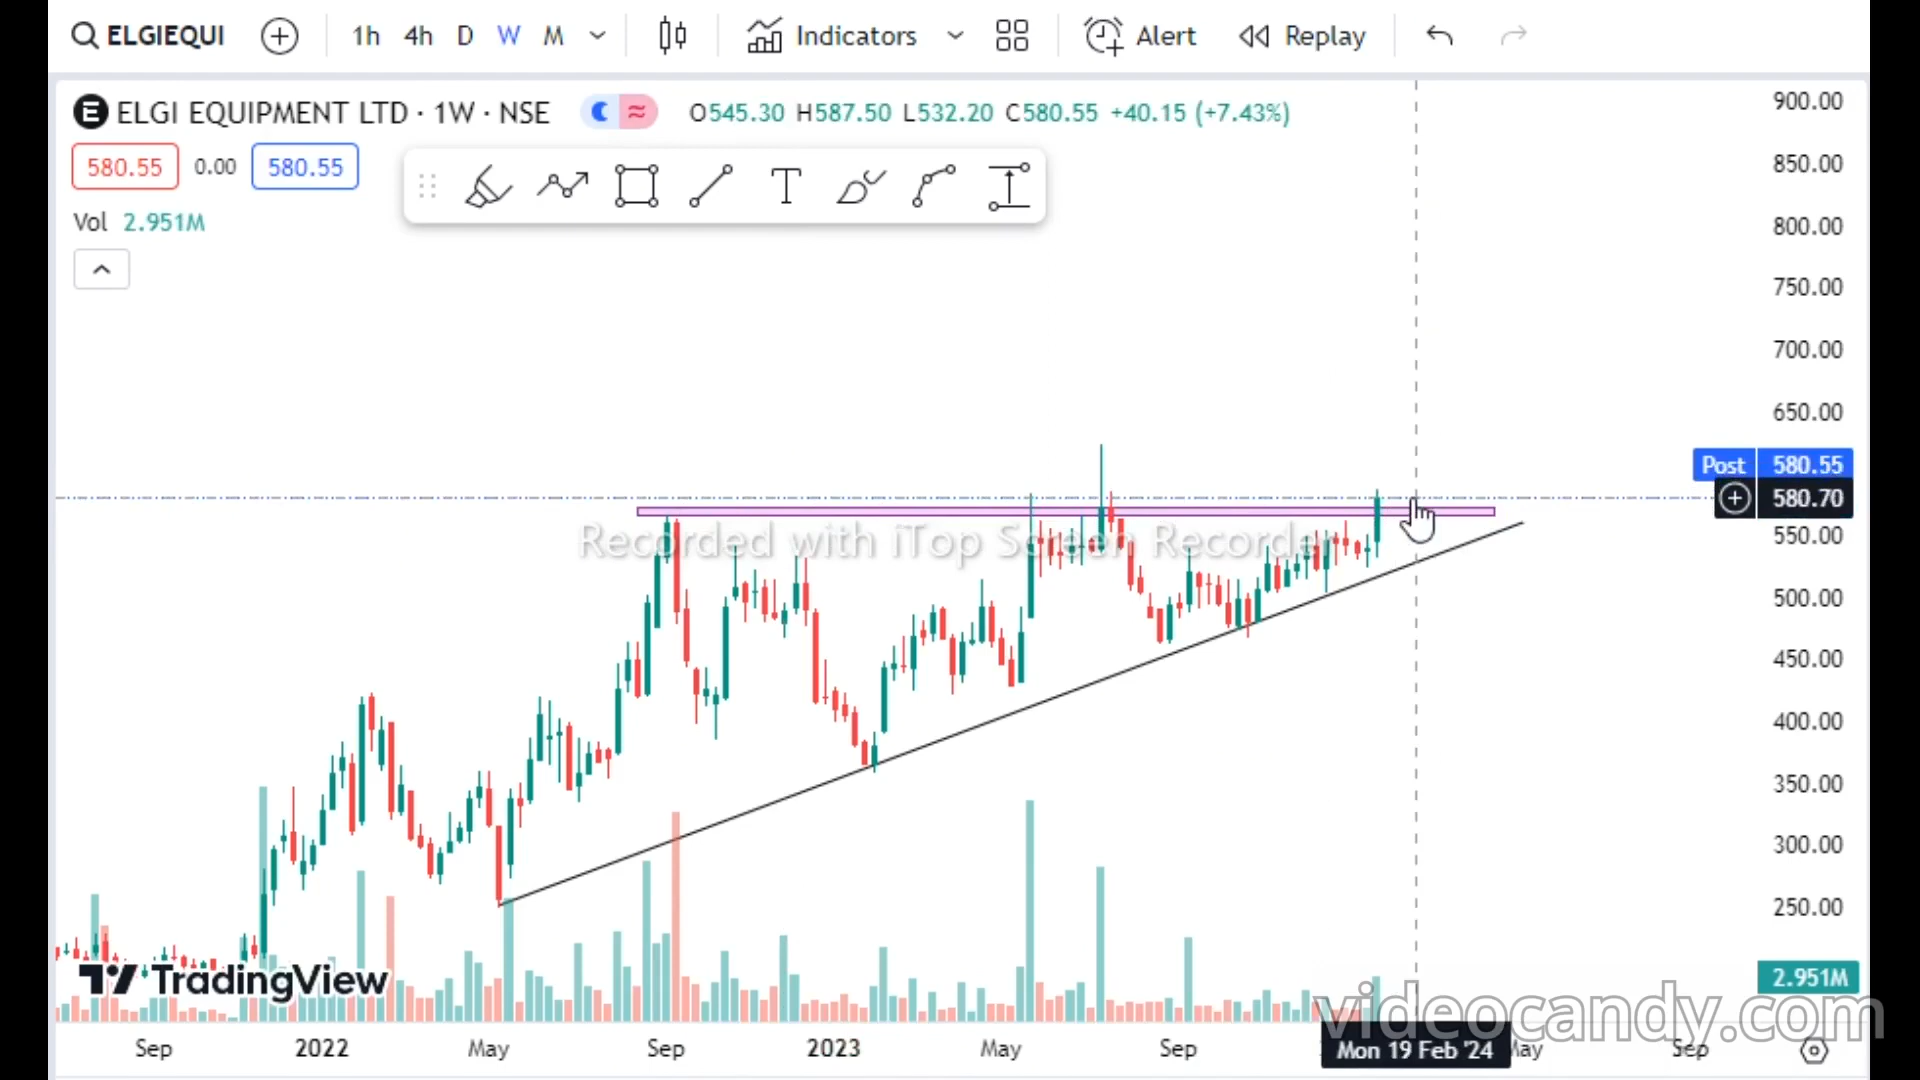 ELGIEQUI 1h 4h D W M Indicators Alert Replay
E ELGI EQUIPMENT LTD · 1W · NSE O545.30 H587.50 L532.20 C580.55 +40.15 (+7.43%)
580.55 0.00 580.55
T
Vol 2.951M
900.00
850.00
800.00
750.00
700.00
650.00
Post 580.55
580.70
550.00
500.00
450.00
400.00
350.00
300.00
250.00
2.951M
Recorded with iTop Screen Recorder
TradingView
videocandy.com
Sep 2022 May Sep 2023 May Sep Mon 19 Feb '24 May Sep